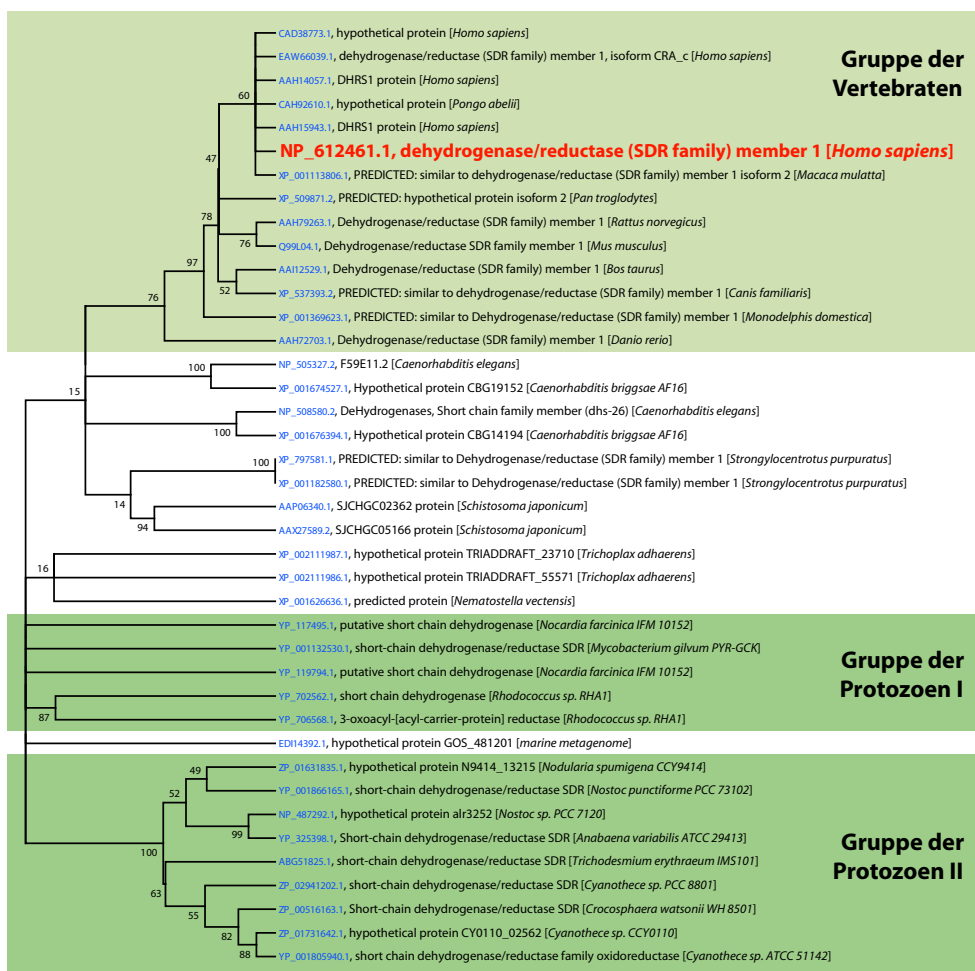 CAD38773.1, hypothetical protein [Homo sapiens]
EAW66039.1, dehydrogenase/reductase (SDR family) member 1, isoform CRA_c [Homo sapiens]
Gruppe der
Vertebraten
AAH14057.1, DHRS1 protein [Homo sapiens]
60
CAH92610.1, hypothetical protein [Pongo abelii]
AAH15943.1, DHRS1 protein [Homo sapiens]
NP_612461.1, dehydrogenase/reductase (SDR family) member 1 [Homo sapiens]
47
XP_001113806.1, PREDICTED: similar to dehydrogenase/reductase (SDR family) member 1 isoform 2 [Macaca mulatta]
XP_509871.2, PREDICTED: hypothetical protein isoform 2 [Pan troglodytes]
78
AAH79263.1, Dehydrogenase/reductase (SDR family) member 1 [Rattus norvegicus]
76
Q99L04.1, Dehydrogenase/reductase SDR family member 1 [Mus musculus]
97
AAI12529.1, Dehydrogenase/reductase (SDR family) member 1 [Bos taurus]
52
XP_537393.2, PREDICTED: similar to dehydrogenase/reductase (SDR family) member 1 [Canis familiaris]
76
XP_001369623.1, PREDICTED: similar to Dehydrogenase/reductase (SDR family) member 1 [Monodelphis domestica]
AAH72703.1, Dehydrogenase/reductase (SDR family) member 1 [Danio rerio]
NP_505327.2, F59E11.2 [Caenorhabditis elegans]
100
XP_001674527.1, Hypothetical protein CBG19152 [Caenorhabditis briggsae AF16]
15
NP_508580.2, DeHydrogenases, Short chain family member (dhs-26) [Caenorhabditis elegans]
100
XP_001676394.1, Hypothetical protein CBG14194 [Caenorhabditis briggsae AF16]
XP_797581.1, PREDICTED: similar to Dehydrogenase/reductase (SDR family) member 1 [Strongylocentrotus purpuratus]
100
XP_001182580.1, PREDICTED: similar to Dehydrogenase/reductase (SDR family) member 1 [Strongylocentrotus purpuratus]
14
AAP06340.1, SJCHGC02362 protein [Schistosoma japonicum]
94
AAX27589.2, SJCHGC05166 protein [Schistosoma japonicum]
XP_002111987.1, hypothetical protein TRIADDRAFT_23710 [Trichoplax adhaerens]
16
XP_002111986.1, hypothetical protein TRIADDRAFT_55571 [Trichoplax adhaerens]
XP_001626636.1, predicted protein [Nematostella vectensis]
YP_117495.1, putative short chain dehydrogenase [Nocardia farcinica IFM 10152]
YP_001132530.1, short-chain dehydrogenase/reductase SDR [Mycobacterium gilvum PYR-GCK]
Gruppe der
Protozoen I
YP_119794.1, putative short chain dehydrogenase [Nocardia farcinica IFM 10152]
YP_702562.1, short chain dehydrogenase [Rhodococcus sp. RHA1]
87
YP_706568.1, 3-oxoacyl-[acyl-carrier-protein] reductase [Rhodococcus sp. RHA1]
EDI14392.1, hypothetical protein GOS_481201 [marine metagenome]
ZP_01631835.1, hypothetical protein N9414_13215 [Nodularia spumigena CCY9414]
49
YP_001866165.1, short-chain dehydrogenase/reductase SDR [Nostoc punctiforme PCC 73102]
52
NP_487292.1, hypothetical protein alr3252 [Nostoc sp. PCC 7120]
99
YP_325398.1, Short-chain dehydrogenase/reductase SDR [Anabaena variabilis ATCC 29413]
100
Gruppe der
Protozoen II
ABG51825.1, short-chain dehydrogenase/reductase SDR [Trichodesmium erythraeum IMS101]
63
ZP_02941202.1, short-chain dehydrogenase/reductase SDR [Cyanothece sp. PCC 8801]
55
ZP_00516163.1, Short-chain dehydrogenase/reductase SDR [Crocosphaera watsonii WH 8501]
82
ZP_01731642.1, hypothetical protein CY0110_02562 [Cyanothece sp. CCY0110]
88
YP_001805940.1, short chain dehydrogenase/reductase family oxidoreductase [Cyanothece sp. ATCC 51142]